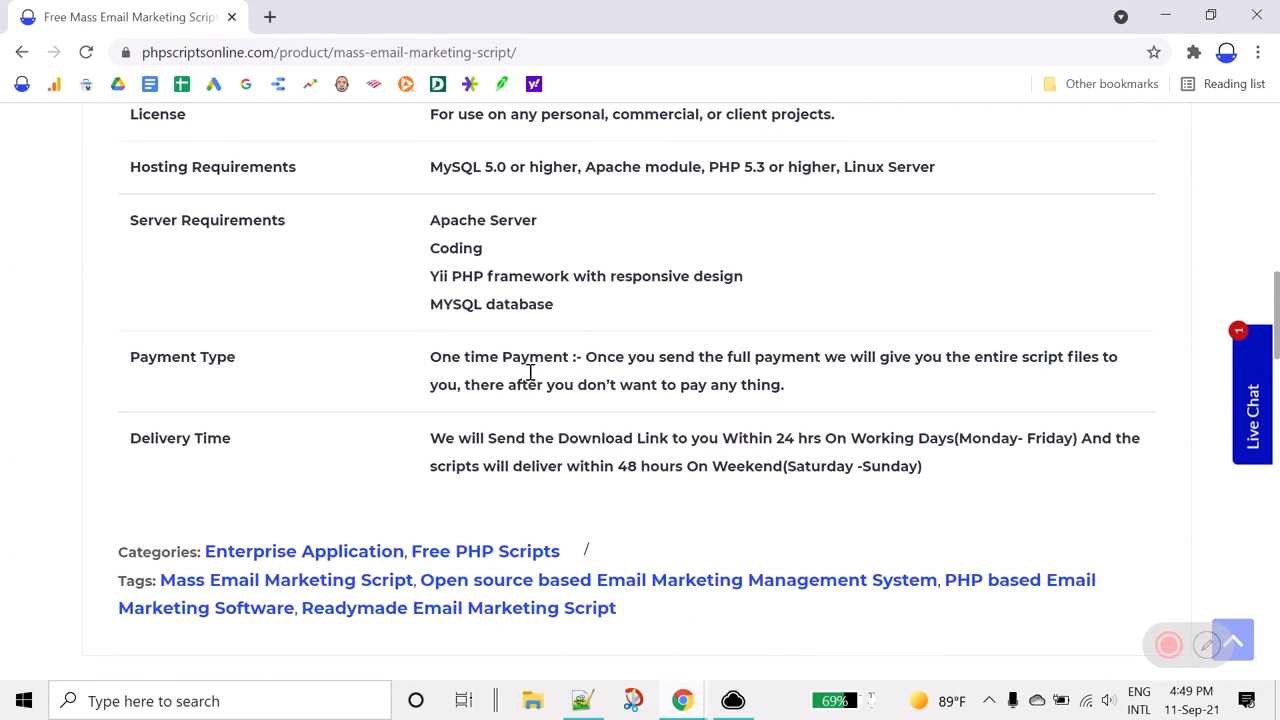 Free Mass Email Marketing Script
phpscriptsonline.com/product/mass-email-marketing-script/
Other bookmarks
Reading list
License
For use on any personal, commercial, or client projects.
Hosting Requirements
MySQL 5.0 or higher, Apache module, PHP 5.3 or higher, Linux Server
Server Requirements
Apache Server
Coding
Yii PHP framework with responsive design
MYSQL database
Payment Type
One time Payment :- Once you send the full payment we will give you the entire script files to
you, there after you don't want to pay any thing.
Delivery Time
We will Send the Download Link to you Within 24 hrs On Working Days(Monday- Friday) And the
scripts will deliver within 48 hours On Weekend(Saturday -Sunday)
1
Live Chat
Categories: Enterprise Application, Free PHP Scripts /
Tags: Mass Email Marketing Script, Open source based Email Marketing Management System, PHP based Email
Marketing Software, Readymade Email Marketing Script
Type here to search
69%
89°F
ENG
INTL
4:49 PM
11-Sep-21